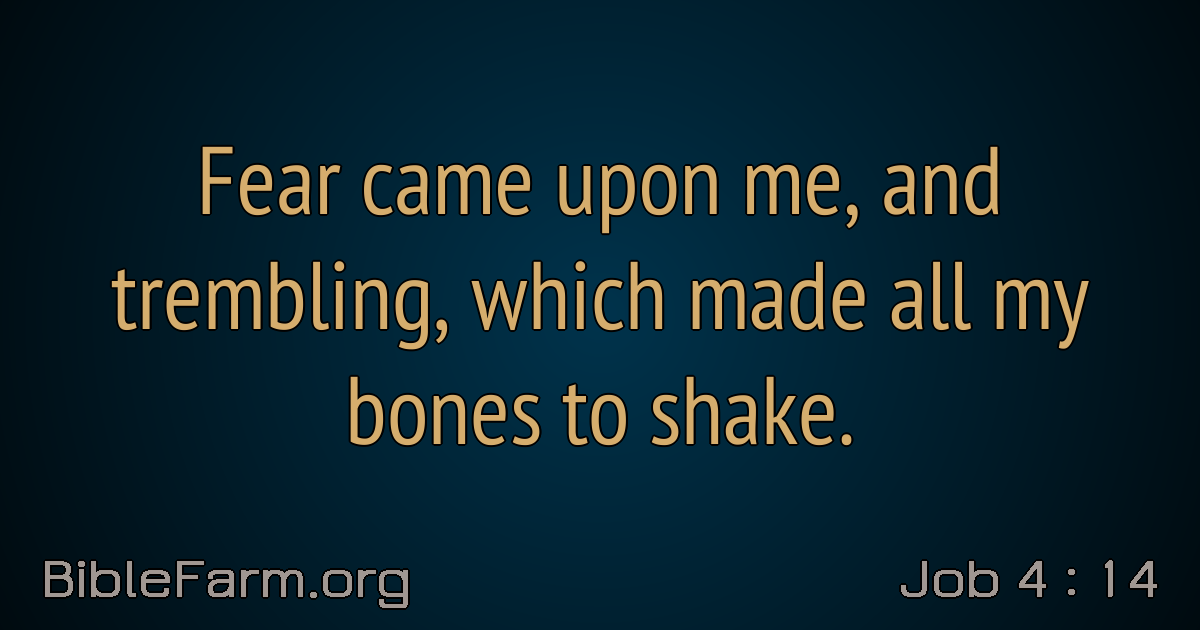 Fear came upon me, and
trembling, which made all my
bones to shake.
BibleFarm.org
Job 4 : 14